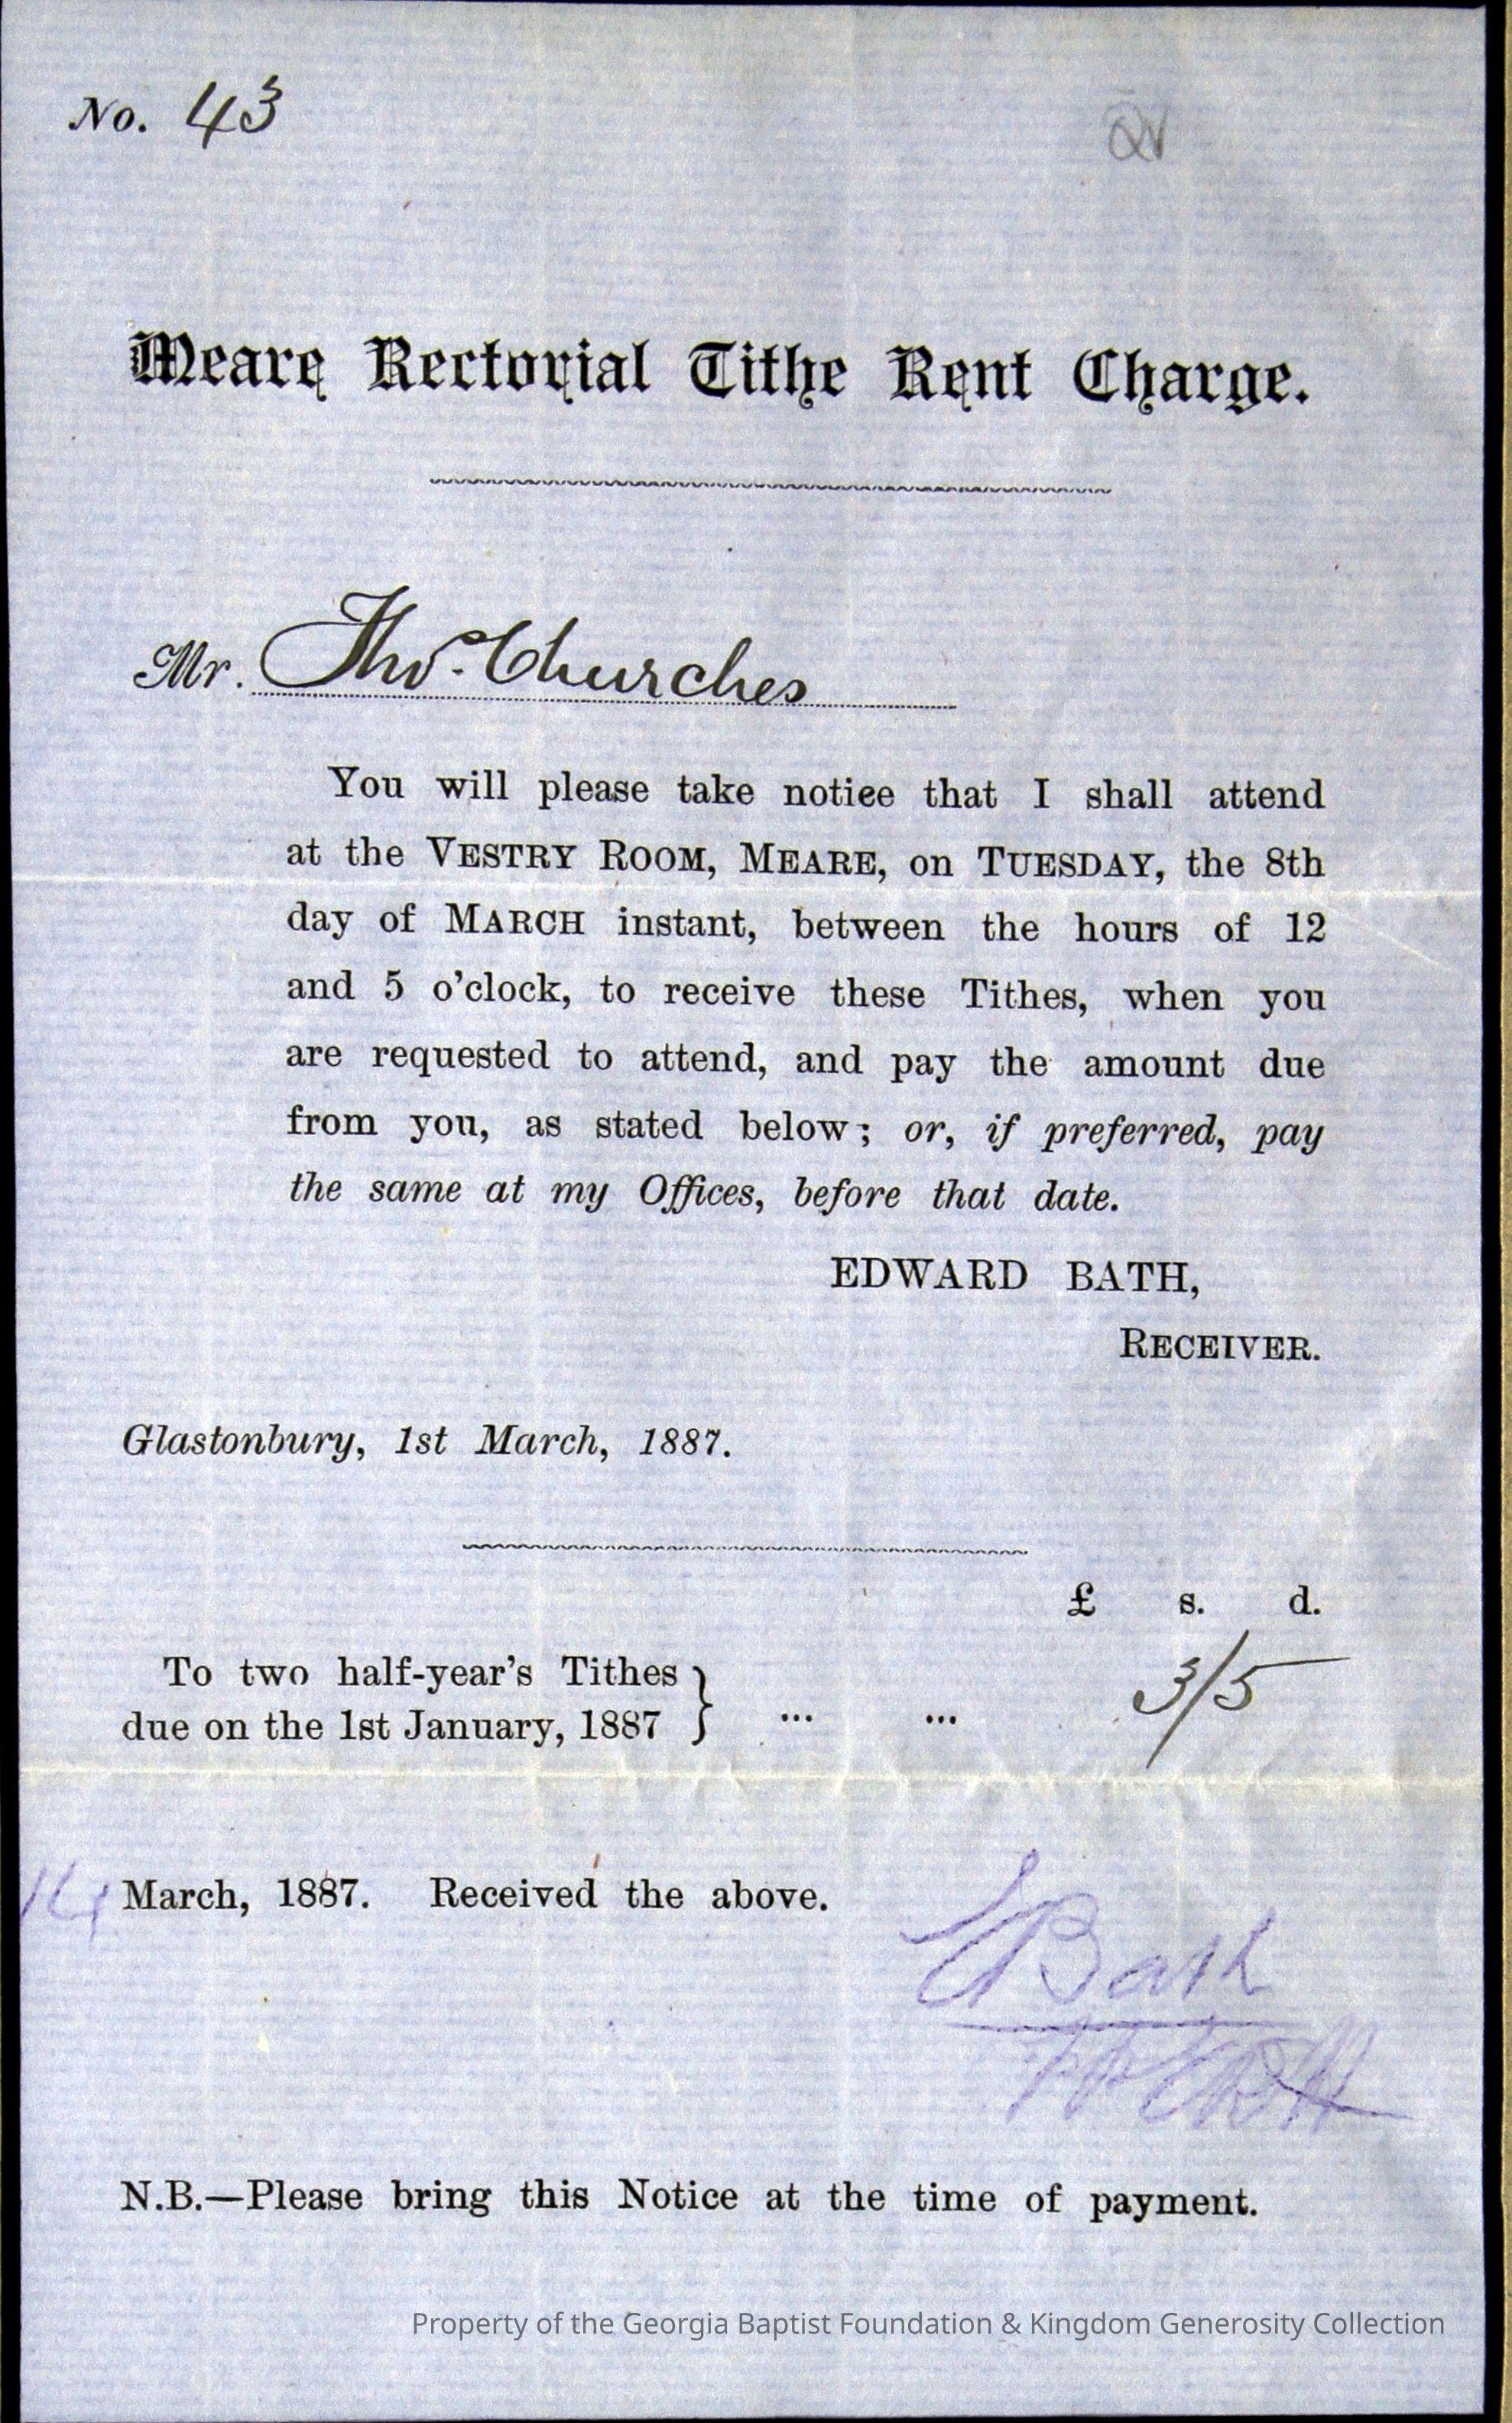 No. 43
Meare Rectorial Tithe Rent Charge.
Mr. Tho. Churches
You will please take notice that I shall attend
at the VESTRY ROOM, MEARE, on TUESDAY, the 8th
day of MARCH instant, between the hours of 12
and 5 o'clock, to receive these Tithes, when you
are requested to attend, and pay the amount due
from you, as stated below; or, if preferred, pay
the same at my Offices, before that date.
EDWARD BATH,
RECEIVER.
Glastonbury, 1st March, 1887.
£ s. d.
To two half-year's Tithes
due on the 1st January, 1887 } ... ... 3/5
14 March, 1887. Received the above.
E Bath
N.B.—Please bring this Notice at the time of payment.
Property of the Georgia Baptist Foundation & Kingdom Generosity Collection